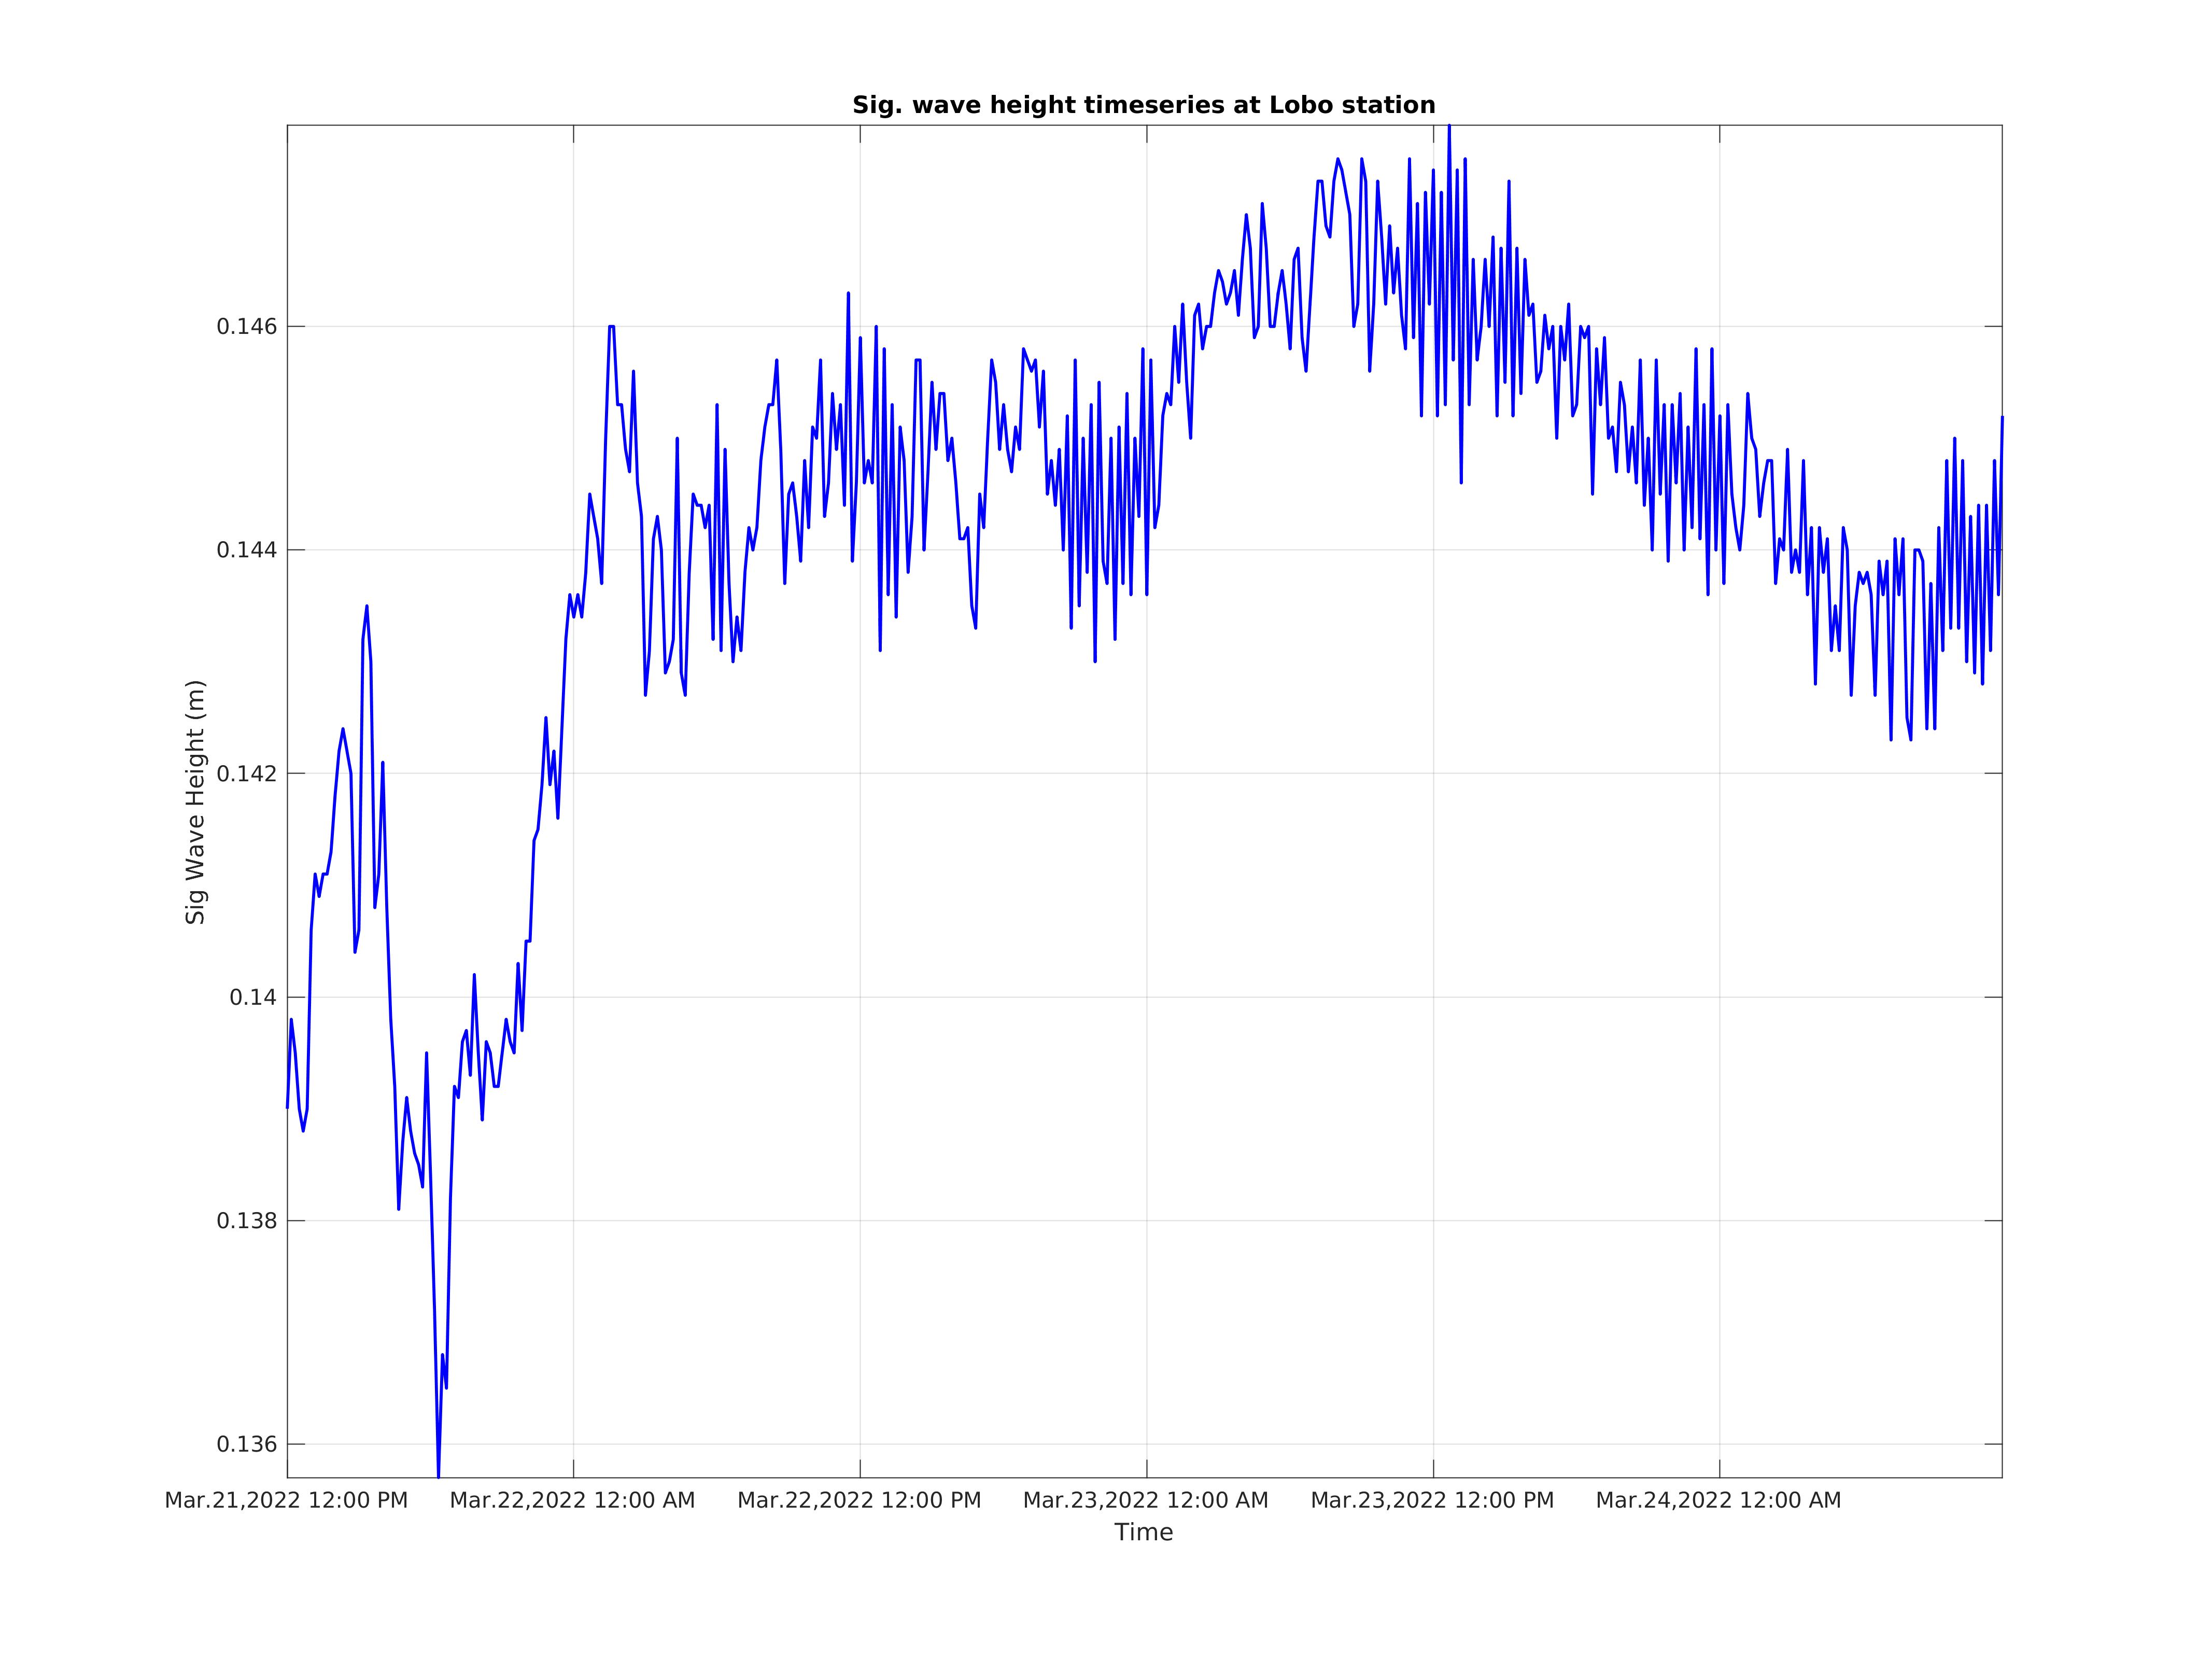 Sig. wave height timeseries at Lobo station
0.146
0.144
0.142
0.14
0.138
0.136
Sig Wave Height (m)
Mar.21,2022 12:00 PM Mar.22,2022 12:00 AM Mar.22,2022 12:00 PM Mar.23,2022 12:00 AM Mar.23,2022 12:00 PM Mar.24,2022 12:00 AM
Time